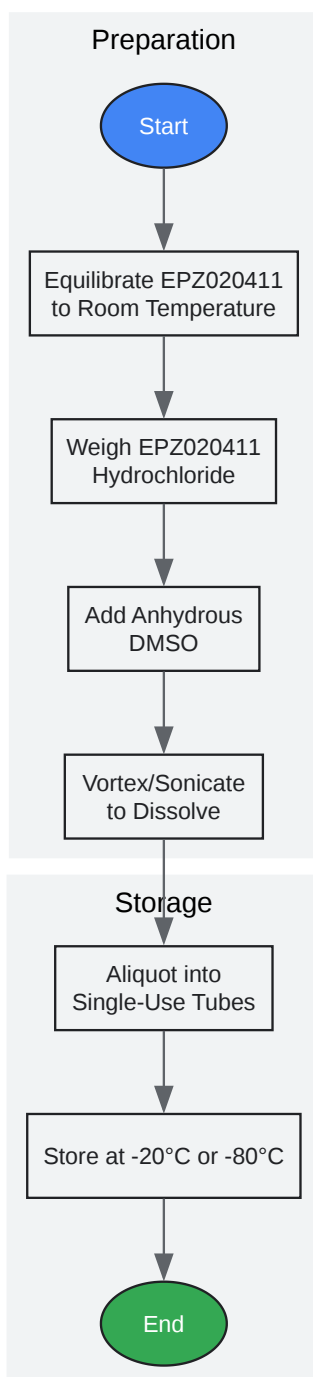 Preparation
Start
Equilibrate EPZ020411
to Room Temperature
Weigh EPZ020411
Hydrochloride
Add Anhydrous
DMSO
Vortex/Sonicate
to Dissolve
Storage
Aliquot into
Single-Use Tubes
Store at -20°C or -80°C
End